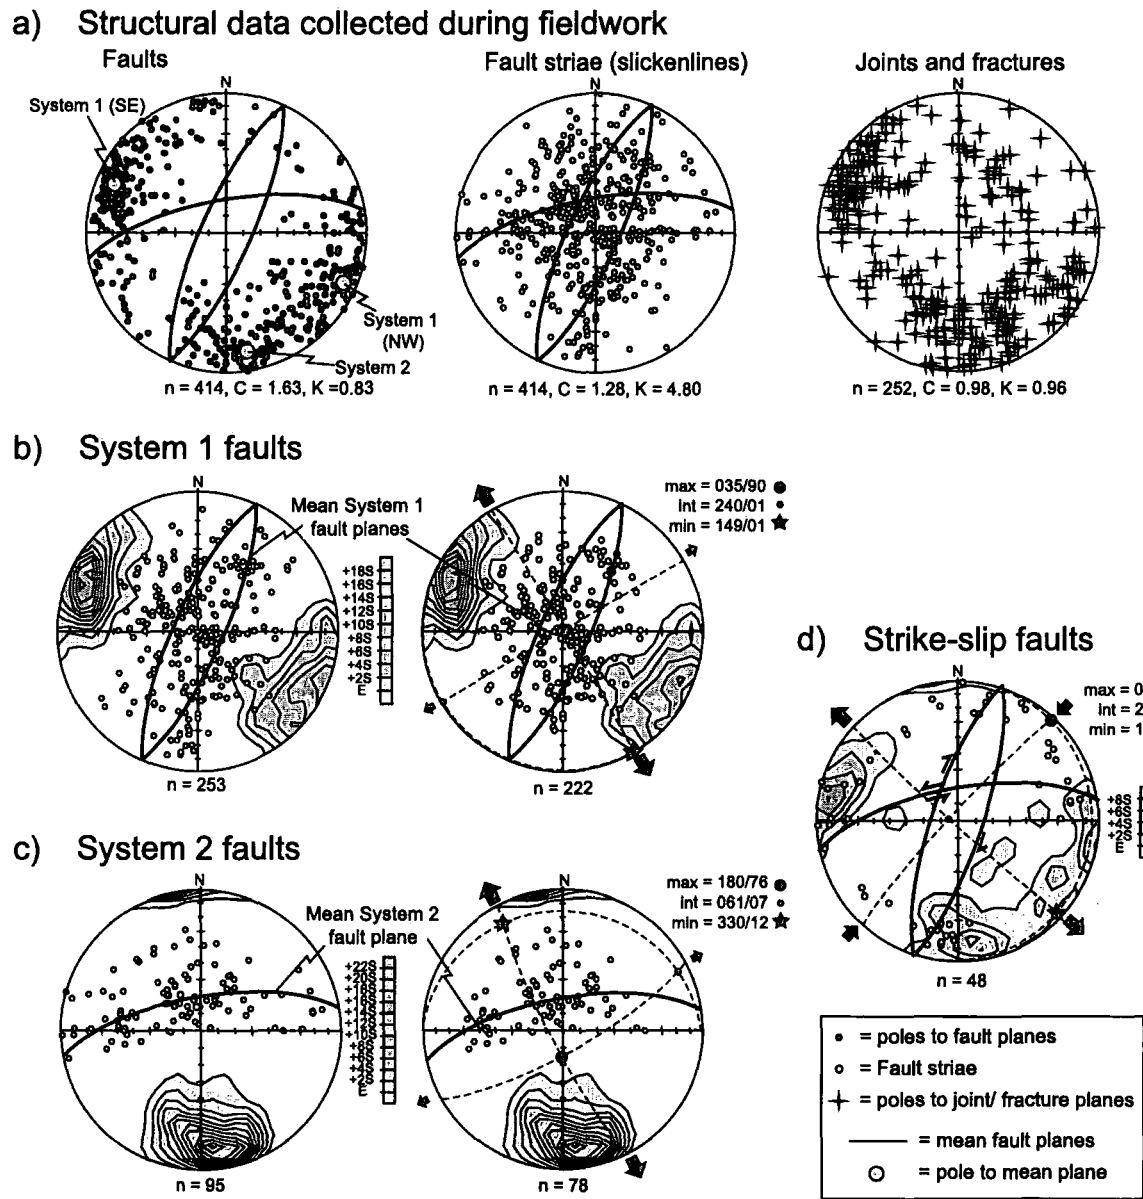 a) Structural data collected during fieldwork
Faults
Fault striae (slickenlines)
Joints and fractures
N
N
N
System 1 (SE)
System 1
(NW)
System 2
n = 414, C = 1.63, K =0.83
n = 414, C = 1.28, K = 4.80
n = 252, C = 0.98, K = 0.96
b) System 1 faults
N
N
Mean System 1
fault planes
max = 035/90
int = 240/01
min = 149/01
+18S
+16S
+14S
+12S
+10S
+8S
+6S
+4S
+2S
E
n = 253
n = 222
d) Strike-slip faults
N
max = 0
int = 2
min = 1
+8S
+6S
+4S
+2S
E
n = 48
c) System 2 faults
N
N
Mean System 2
fault plane
max = 180/76
int = 061/07
min = 330/12
+22S
+20S
+18S
+16S
+14S
+12S
+10S
+8S
+6S
+4S
+2S
E
n = 95
n = 78
= poles to fault planes
= Fault striae
= poles to joint/ fracture planes
= mean fault planes
= pole to mean plane